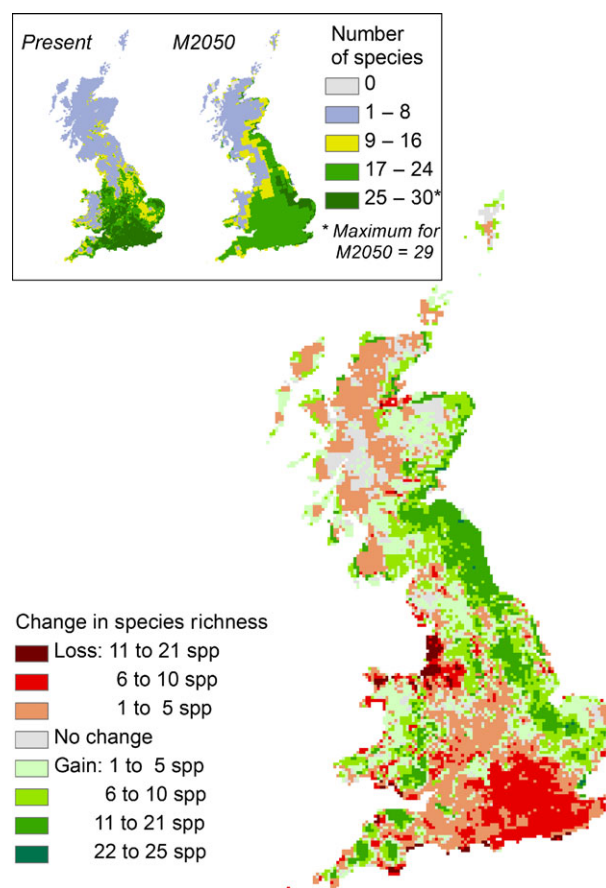 Present
M2050
Number
of species
0
1 – 8
9 – 16
17 – 24
25 – 30*
* Maximum for
M2050 = 29
Change in species richness
Loss: 11 to 21 spp
6 to 10 spp
1 to 5 spp
No change
Gain: 1 to 5 spp
6 to 10 spp
11 to 21 spp
22 to 25 spp